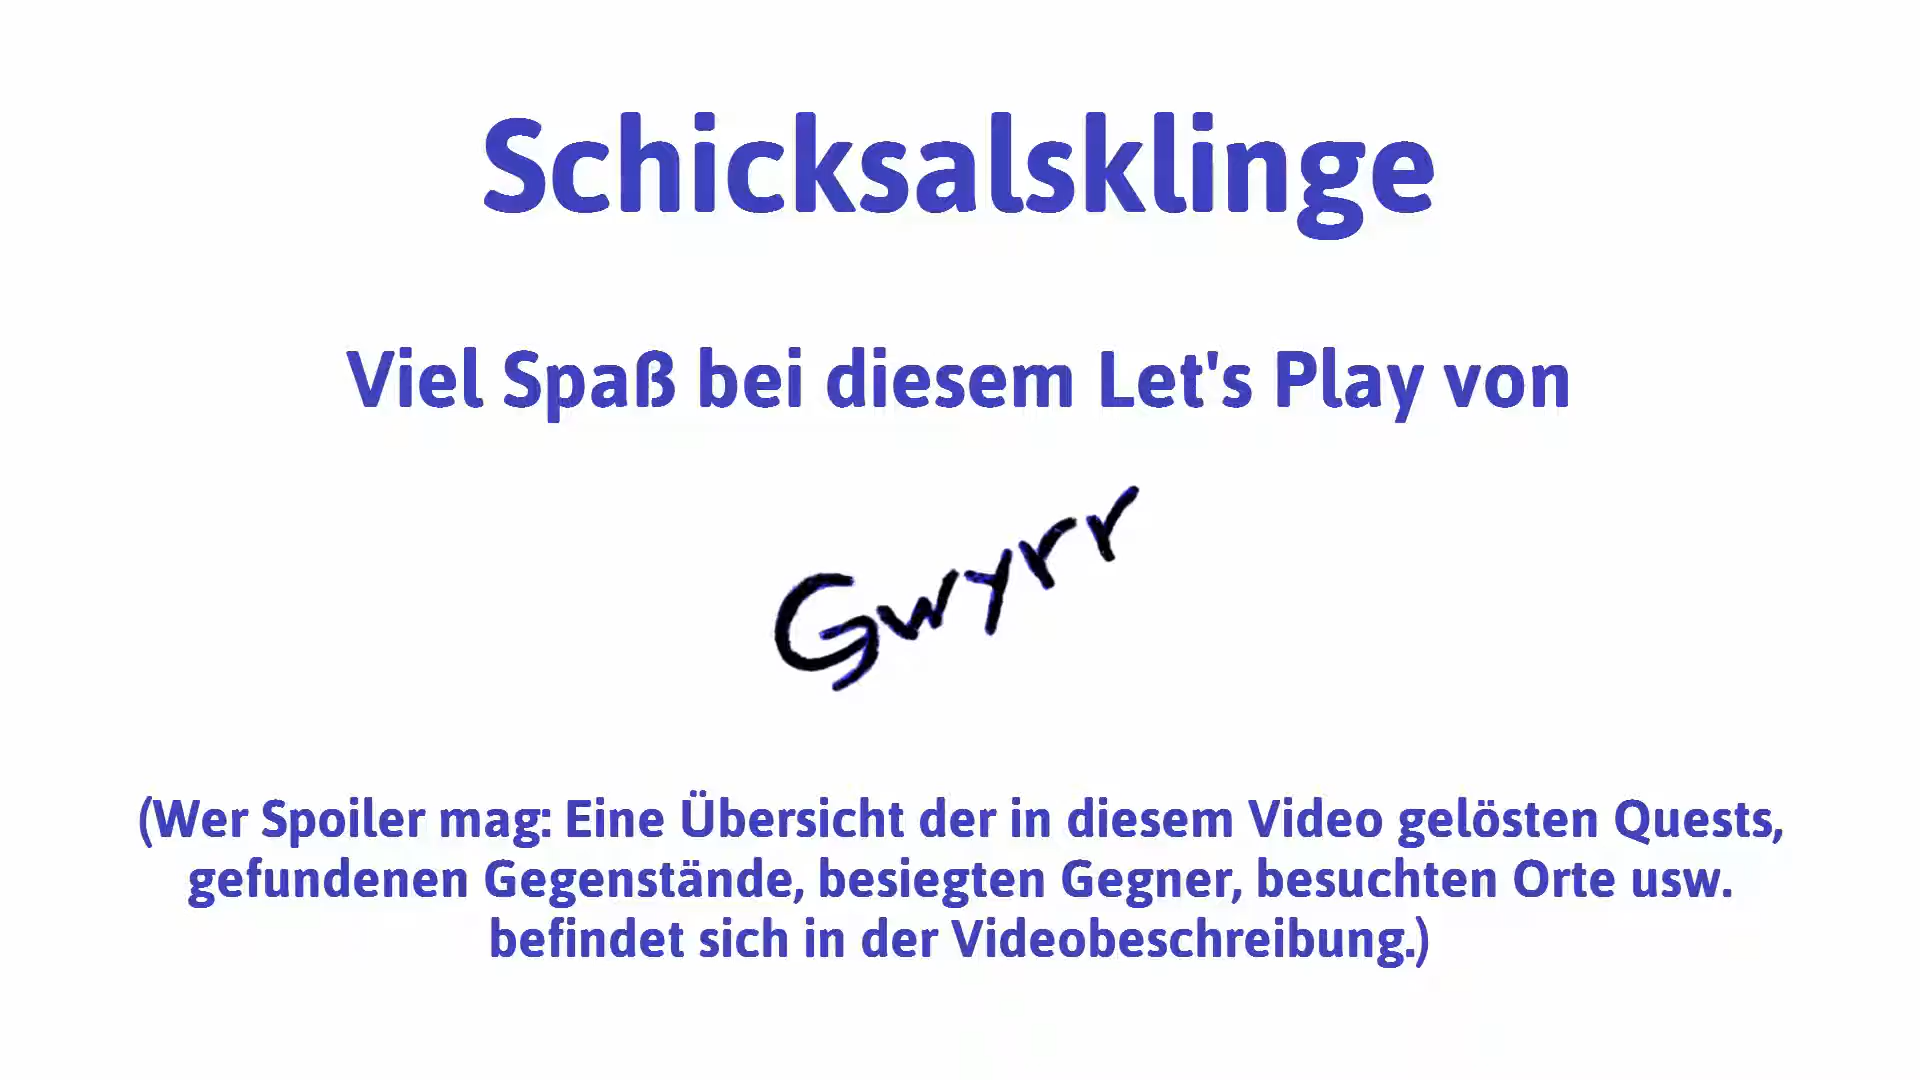 Schicksalsklinge
Viel Spaß bei diesem Let's Play von
Gwyrr
(Wer Spoiler mag: Eine Übersicht der in diesem Video gelösten Quests,
gefundenen Gegenstände, besiegten Gegner, besuchten Orte usw.
befindet sich in der Videobeschreibung.)